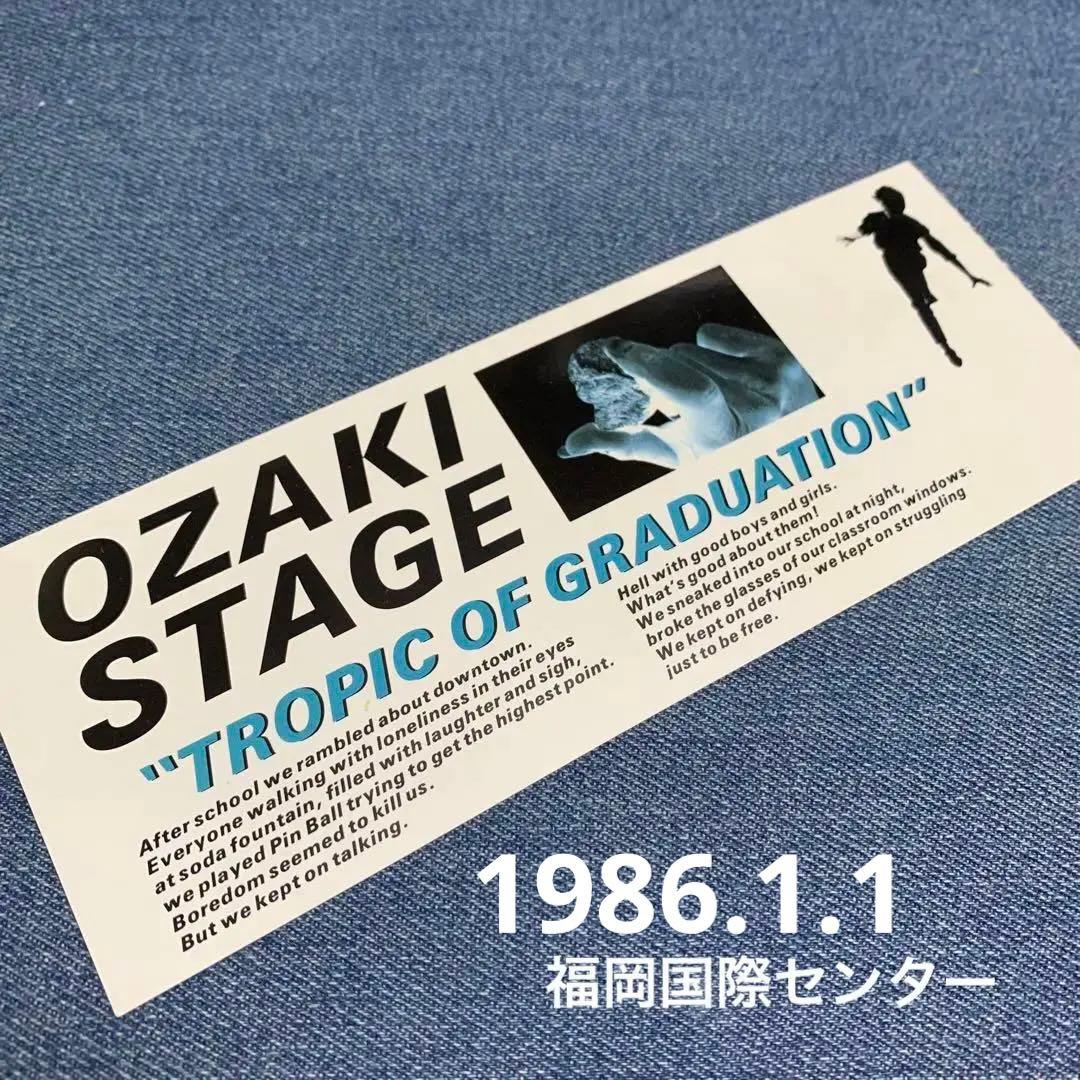 OZAKI
STAGE
"TROPIC OF GRADUATION"
After school we rambled about downtown.
Everyone walking with loneliness in their eyes
at soda fountain, filled with laughter and sigh,
we played Pin Ball trying to get the highest point.
Boredom seemed to kill us.
But we kept on talking.
Hell with good boys and girls.
What's good about them!
We sneaked into our school at night,
broke the glasses of our classroom windows.
We kept on defying, we kept on struggling
just to be free.
1986.1.1
福岡国際センター